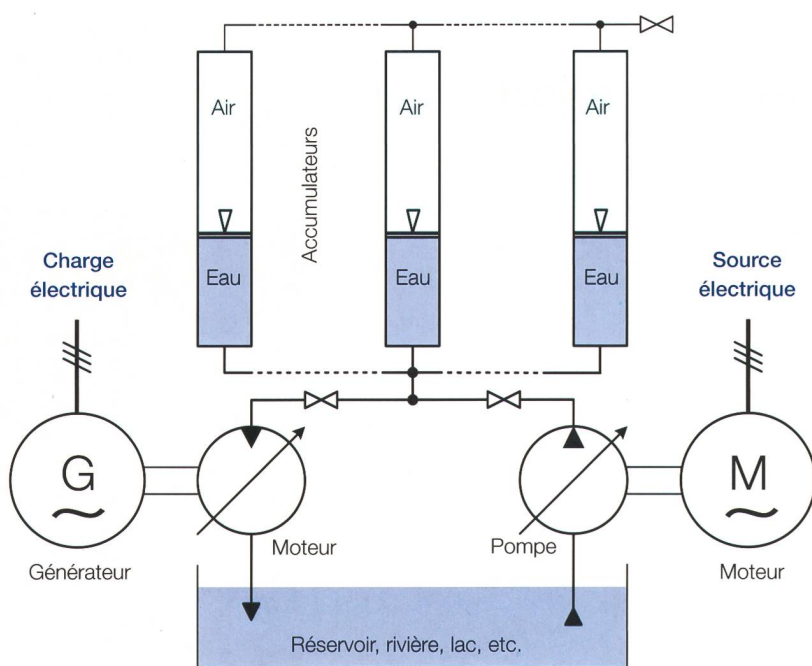 Air
Air
Air
Accumulateurs
Eau
Eau
Eau
Charge
électrique
Source
électrique
G
M
Générateur
Moteur
Pompe
Moteur
Réservoir, rivière, lac, etc.